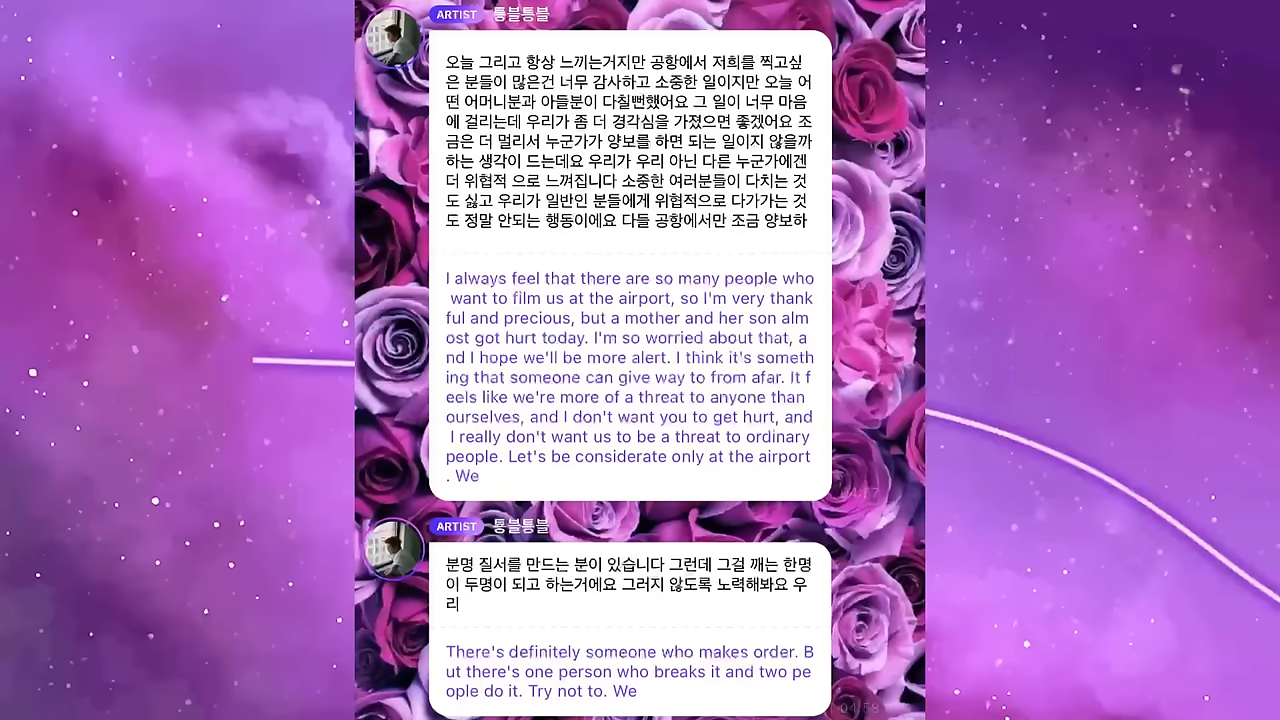 ARTIST 통블통블
오늘 그리고 항상 느끼는거지만 공항에서 저희를 찍고싶
은 분들이 많은건 너무 감사하고 소중한 일이지만 오늘 어
떤 어머니분과 아들분이 다칠뻔했어요 그 일이 너무 마음
에 걸리는데 우리가 좀 더 경각심을 가졌으면 좋겠어요 조
금은 더 멀리서 누군가가 양보를 하면 되는 일이지 않을까
하는 생각이 드는데요 우리가 우리 아닌 다른 누군가에겐
더 위협적 으로 느껴집니다 소중한 여러분들이 다치는 것
도 싫고 우리가 일반인 분들에게 위협적으로 다가가는 것
도 정말 안되는 행동이에요 다들 공항에서만 조금 양보하
I always feel that there are so many people who
want to film us at the airport, so I'm very thank
ful and precious, but a mother and her son alm
ost got hurt today. I'm so worried about that, a
nd I hope we'll be more alert. I think it's someth
ing that someone can give way to from afar. It f
eels like we're more of a threat to anyone than
ourselves, and I don't want you to get hurt, and
I really don't want us to be a threat to ordinary
people. Let's be considerate only at the airport
. We
04:57
ARTIST 통블통블
분명 질서를 만드는 분이 있습니다 그런데 그걸 깨는 한명
이 두명이 되고 하는거에요 그러지 않도록 노력해봐요 우
리
There's definitely someone who makes order. B
ut there's one person who breaks it and two pe
ople do it. Try not to. We
04:58